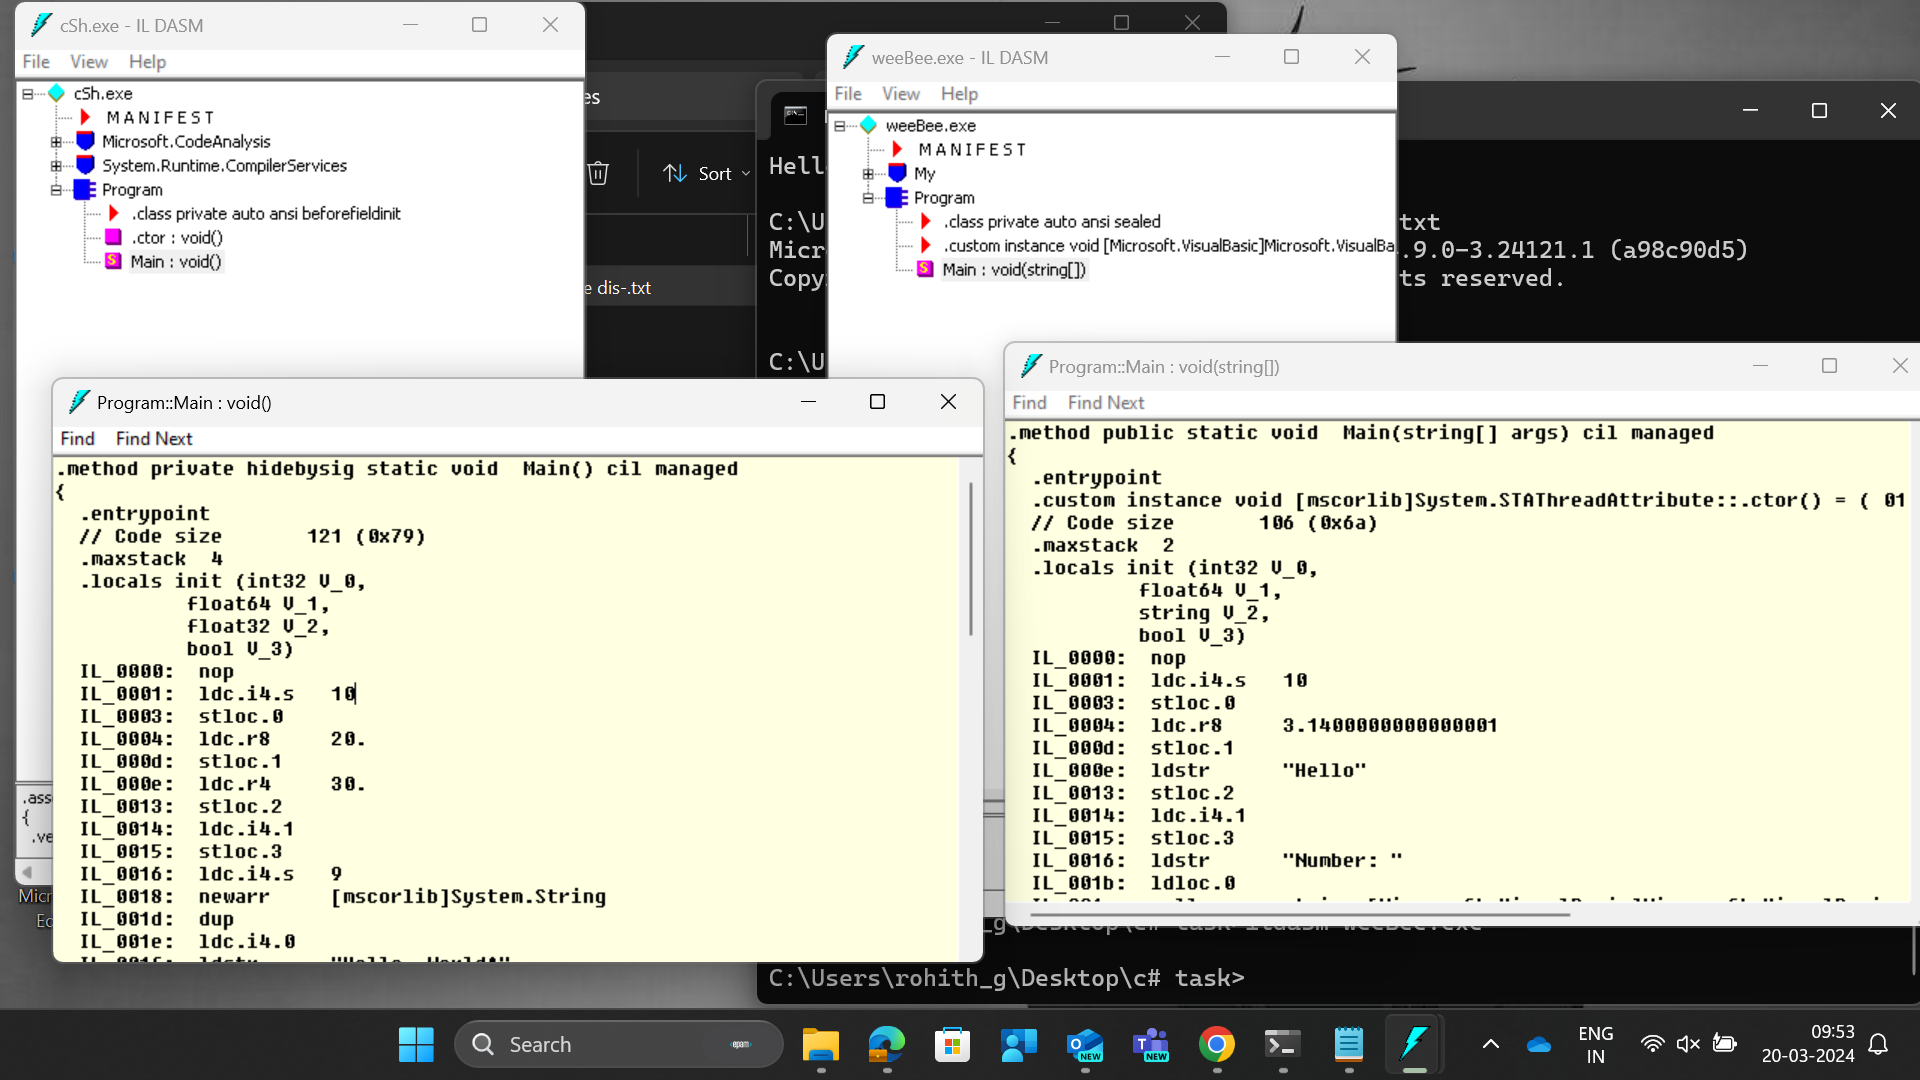 cSh.exe - IL DASM
File View Help
cSh.exe
M A N I F E S T
Microsoft.CodeAnalysis
System.Runtime.CompilerServices
Program
.class private auto ansi beforefieldinit
.ctor : void()
Main : void()
Sort
e dis-.txt
weeBee.exe - IL DASM
File View Help
weeBee.exe
M A N I F E S T
My
Program
.class private auto ansi sealed
.custom instance void [Microsoft.VisualBasic]Microsoft.VisualBa
Main : void(string[])
txt
.9.0-3.24121.1 (a98c90d5)
ts reserved.
C:\U
Micr
Copy
C:\U
Program::Main : void()
Find Find Next
.method private hidebysig static void  Main() cil managed
{
.entrypoint
// Code size       121 (0x79)
.maxstack  4
.locals init (int32 V_0,
float64 V_1,
float32 V_2,
bool V_3)
IL_0000:  nop
IL_0001:  ldc.i4.s   10
IL_0003:  stloc.0
IL_0004:  ldc.r8     20.
IL_000d:  stloc.1
IL_000e:  ldc.r4     30.
IL_0013:  stloc.2
IL_0014:  ldc.i4.1
IL_0015:  stloc.3
IL_0016:  ldc.i4.s   9
IL_0018:  newarr     [mscorlib]System.String
IL_001d:  dup
IL_001e:  ldc.i4.0
Program::Main : void(string[])
Find Find Next
.method public static void  Main(string[] args) cil managed
{
.entrypoint
.custom instance void [mscorlib]System.STAThreadAttribute::.ctor() = ( 01
// Code size       106 (0x6a)
.maxstack  2
.locals init (int32 V_0,
float64 V_1,
string V_2,
bool V_3)
IL_0000:  nop
IL_0001:  ldc.i4.s   10
IL_0003:  stloc.0
IL_0004:  ldc.r8     3.1400000000000001
IL_000d:  stloc.1
IL_000e:  ldstr      "Hello"
IL_0013:  stloc.2
IL_0014:  ldc.i4.1
IL_0015:  stloc.3
IL_0016:  ldstr      "Number: "
IL_001b:  ldloc.0
.ass
{
.ve
Micr
C:\Users\rohith_g\Desktop\c# task>
Search
epam
NEW
NEW
ENG
IN
09:53
20-03-2024